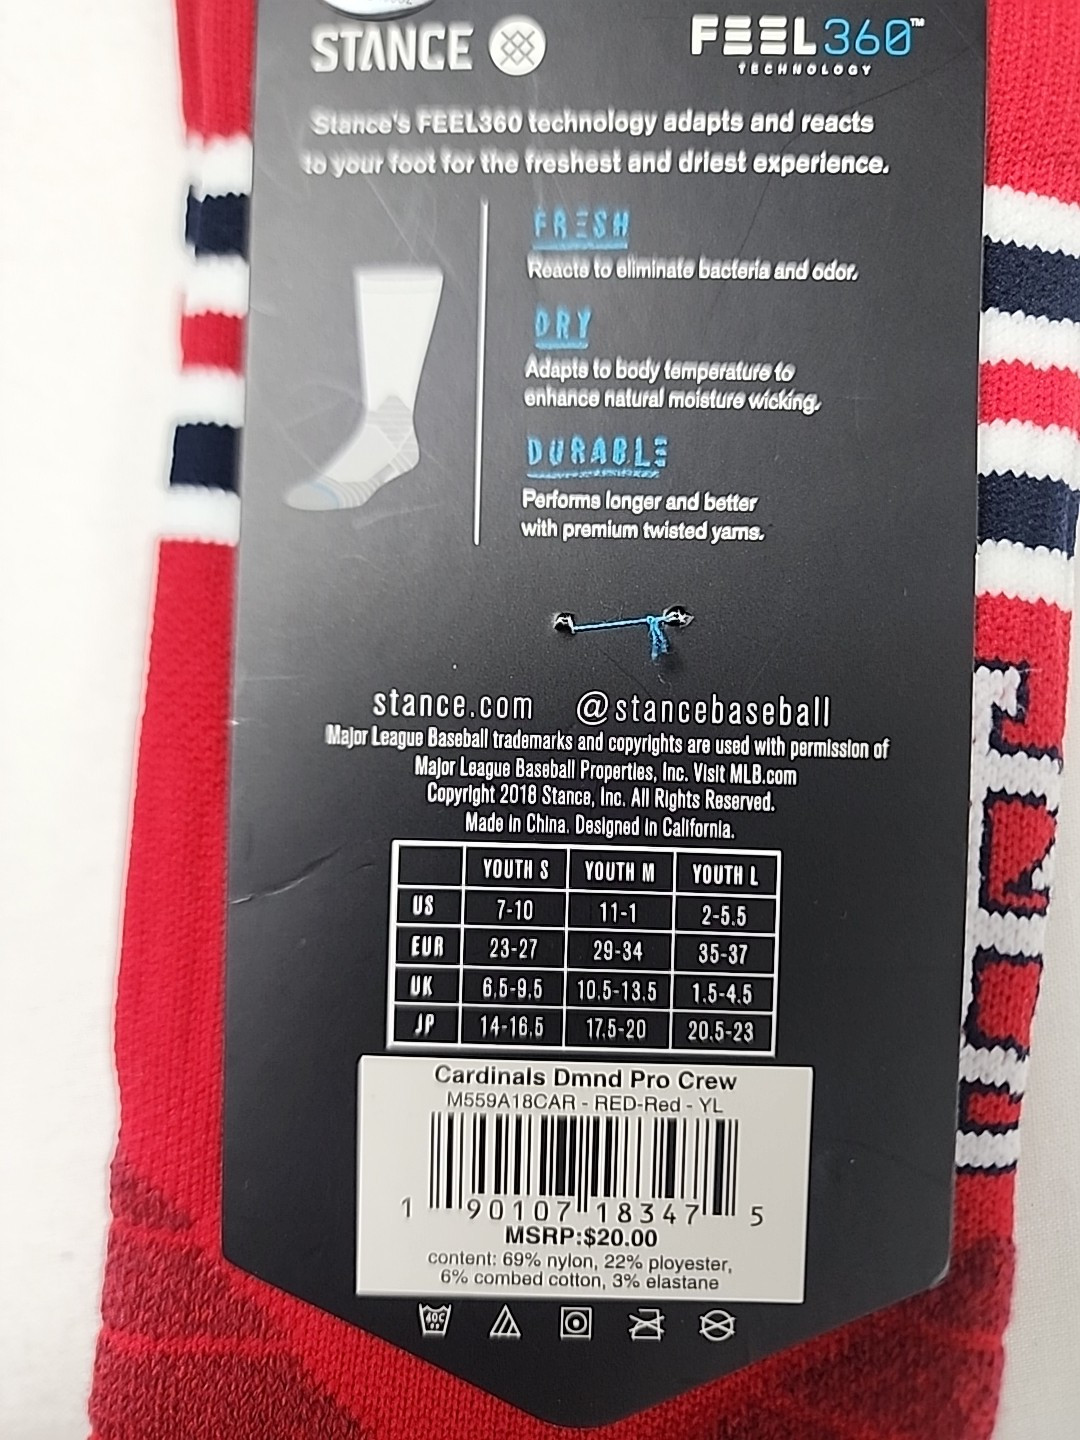 STANCE FEEL360™
TECHNOLOGY
Stance's FEEL360 technology adapts and reacts
to your foot for the freshest and driest experience.
FRESH
Reacts to eliminate bacteria and odor.
DRY
Adapts to body temperature to
enhance natural moisture wicking.
DURABLE
Performs longer and better
with premium twisted yarns.
stance.com @stancebaseball
Major League Baseball trademarks and copyrights are used with permission of
Major League Baseball Properties, Inc. Visit MLB.com
Copyright 2018 Stance, Inc. All Rights Reserved.
Made in China. Designed in California.
YOUTH S YOUTH M YOUTH L
US 7-10 11-1 2-5.5
EUR 23-27 29-34 35-37
UK 6.5-9.5 10.5-13.5 1.5-4.5
JP 14-16.5 17.5-20 20.5-23
Cardinals Dmnd Pro Crew
M559A18CAR - RED-Red - YL
1 90107 18347 5
MSRP:$20.00
content: 69% nylon, 22% ployester,
6% combed cotton, 3% elastane
40C